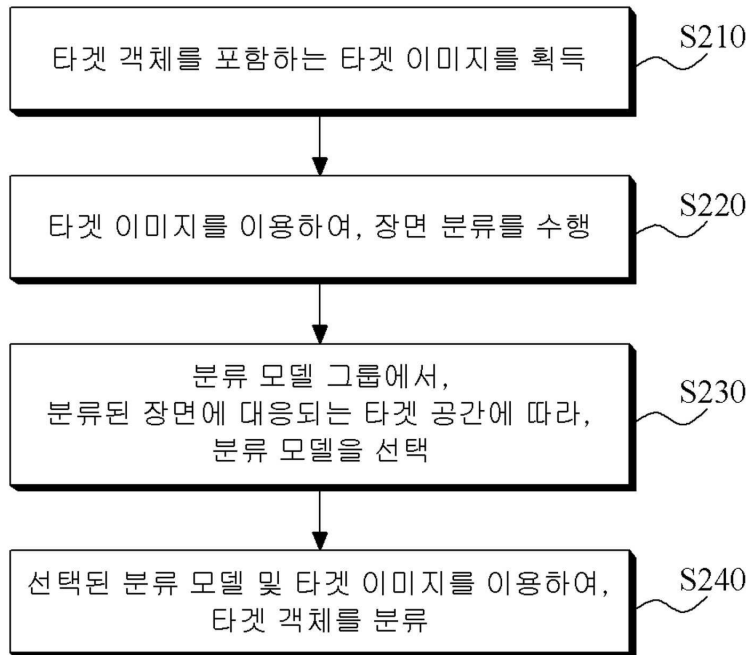 타겟 객체를 포함하는 타겟 이미지를 획득
S210
타겟 이미지를 이용하여, 장면 분류를 수행
S220
분류 모델 그룹에서,
분류된 장면에 대응되는 타겟 공간에 따라,
분류 모델을 선택
S230
선택된 분류 모델 및 타겟 이미지를 이용하여,
타겟 객체를 분류
S240